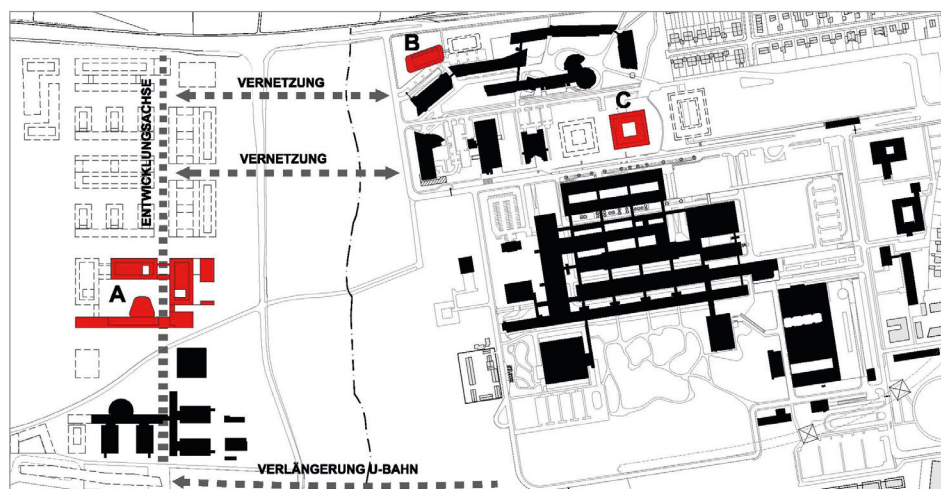 B
VERNETZUNG
C
VERNETZUNG
ENTWICKLUNGSACHSE
A
VERLÄNGERUNG U-BAHN